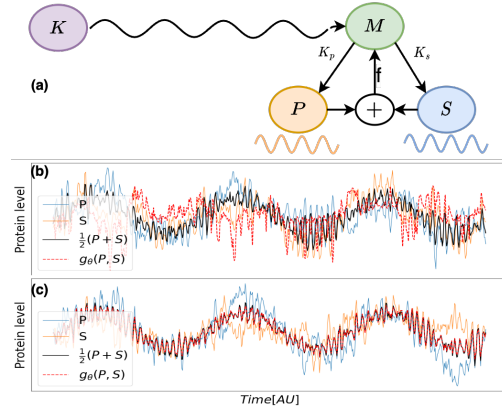 K
M
K_p
K_s
f
(a)
P
+
S
(b)
Protein level
P
S
½(P + S)
g_θ(P, S)
(c)
Protein level
P
S
½(P + S)
g_θ(P, S)
Time[AU]